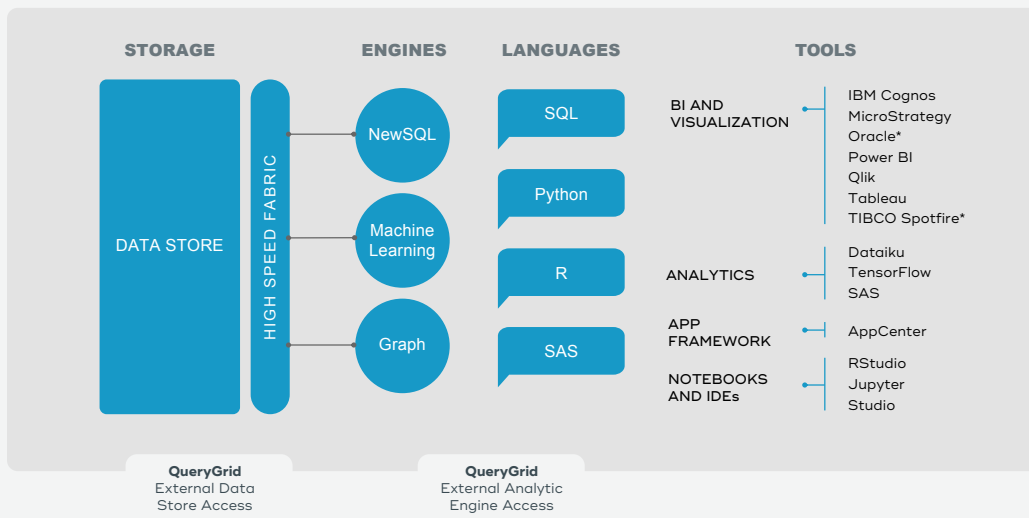 STORAGE
ENGINES
LANGUAGES
TOOLS
DATA STORE
HIGH SPEED FABRIC
NewSQL
Machine
Learning
Graph
SQL
Python
R
SAS
BI AND
VISUALIZATION
IBM Cognos
MicroStrategy
Oracle*
Power BI
Qlik
Tableau
TIBCO Spotfire*
ANALYTICS
Dataiku
TensorFlow
SAS
APP
FRAMEWORK
AppCenter
NOTEBOOKS
AND IDEs
RStudio
Jupyter
Studio
QueryGrid
External Data
Store Access
QueryGrid
External Analytic
Engine Access